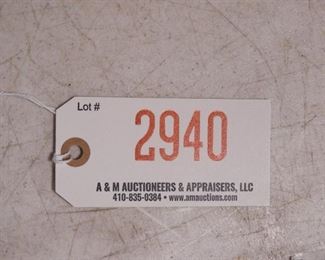 Lot #
2940
A & M AUCTIONEERS & APPRAISERS, LLC
410-835-0384 • www.amauctions.com